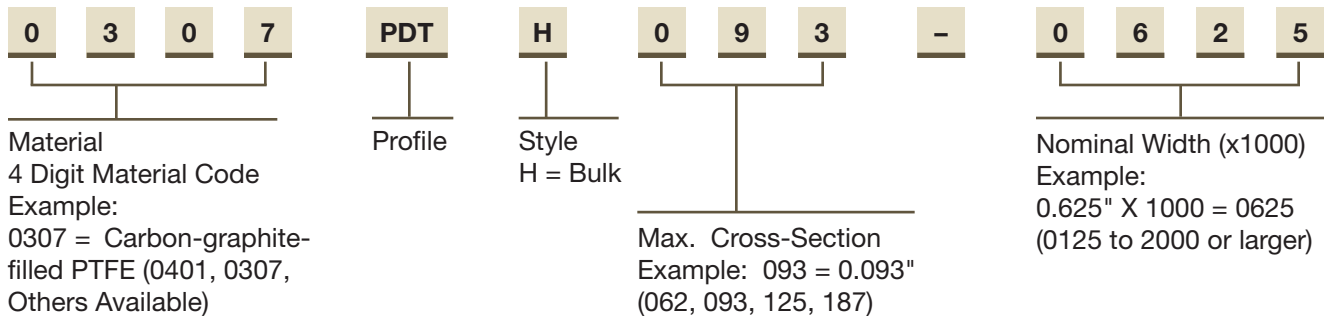 0 3 0 7 PDT H 0 9 3 – 0 6 2 5
Material
4 Digit Material Code
Example:
0307 = Carbon-graphite-
filled PTFE (0401, 0307,
Others Available)
Profile
Style
H = Bulk
Max. Cross-Section
Example: 093 = 0.093"
(062, 093, 125, 187)
Nominal Width (x1000)
Example:
0.625" X 1000 = 0625
(0125 to 2000 or larger)